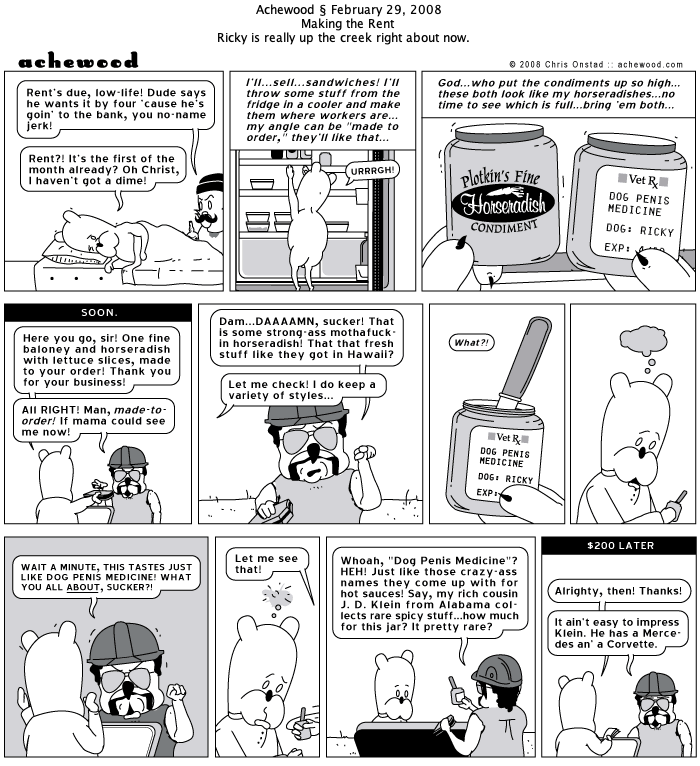 Achewood § February 29, 2008
Making the Rent
Ricky is really up the creek right about now.
achewood
© 2008 Chris Onstad :: achewood.com
Rent's due, low-life! Dude says
he wants it by four 'cause he's
goin' to the bank, you no-name
jerk!
Rent?! It's the first of the
month already? Oh Christ,
I haven't got a dime!
I'll...sell...sandwiches! I'll
throw some stuff from the
fridge in a cooler and make
them where workers are...
my angle can be "made to
order," they'll like that...
URRRGH!
God...who put the condiments up so high...
these both look like my horseradishes...no
time to see which is full...bring 'em both...
Plotkin's Fine
Horseradish
CONDIMENT
Vet Rx
DOG PENIS
MEDICINE
DOG: RICKY
EXP:
SOON.
Here you go, sir! One fine
baloney and horseradish
with lettuce slices, made
to your order! Thank you
for your business!
All RIGHT! Man, made-to-
order! If mama could see
me now!
Dam...DAAAAMN, sucker! That
is some strong-ass mothafuck-
in horseradish! That that fresh
stuff like they got in Hawaii?
Let me check! I do keep a
variety of styles...
What?!
Vet Rx
DOG PENIS
MEDICINE
DOG: RICKY
EXP:
WAIT A MINUTE, THIS TASTES JUST
LIKE DOG PENIS MEDICINE! WHAT
YOU ALL ABOUT, SUCKER?!
Let me see
that!
Whoah, "Dog Penis Medicine"?
HEH! Just like those crazy-ass
names they come up with for
hot sauces! Say, my rich cousin
J. D. Klein from Alabama col-
lects rare spicy stuff...how much
for this jar? It pretty rare?
$200 LATER
Alrighty, then! Thanks!
It ain't easy to impress
Klein. He has a Merce-
des an' a Corvette.